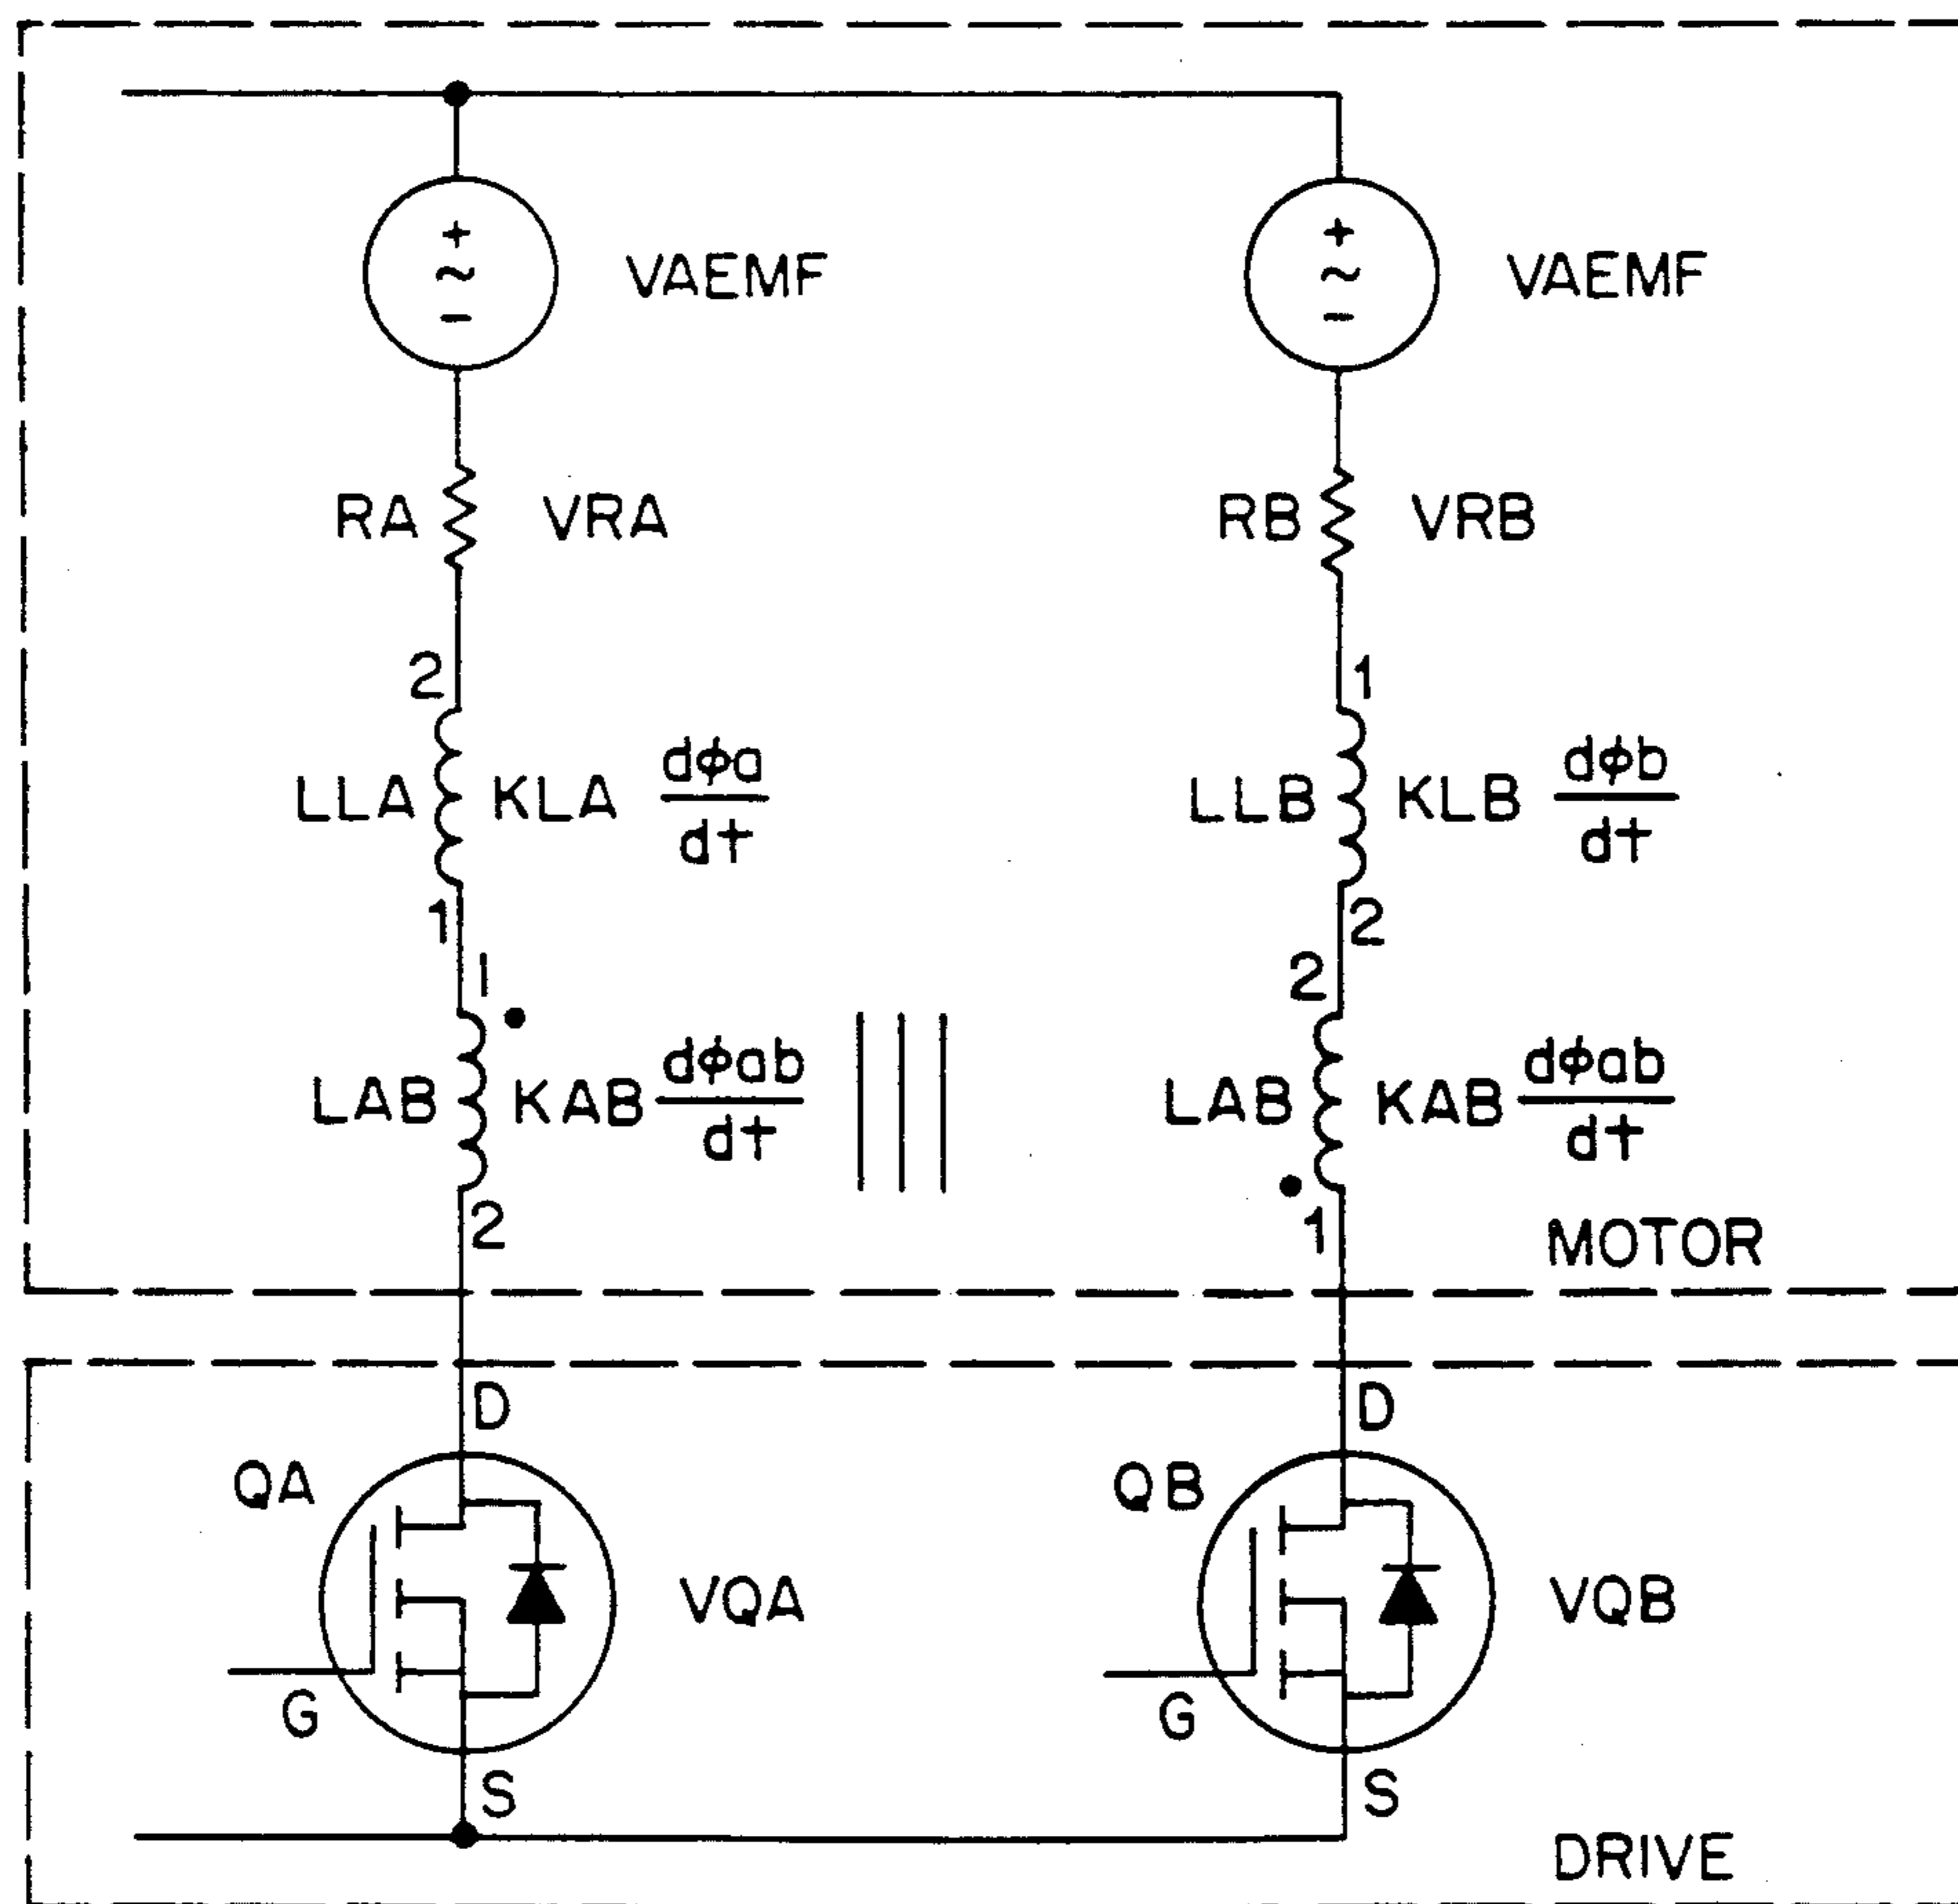 +
~
-
VAEMF
+
~
-
VAEMF
RA
VRA
RB
VRB
2
1
LLA
KLA
dφa
dt
LLB
KLB
dφb
dt
1
2
1
2
LAB
KAB
dφab
dt
LAB
KAB
dφab
dt
2
1
MOTOR
D
D
QA
VQA
QB
VQB
G
G
S
S
DRIVE